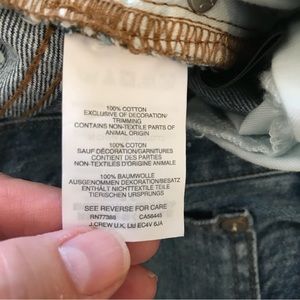 100% COTTON
EXCLUSIVE OF DECORATION/
TRIMMING
CONTAINS NON-TEXTILE PARTS OF
ANIMAL ORIGIN
100% COTON
SAUF DÉCORATION/GARNITURES
CONTIENT DES PARTIES
NON-TEXTILES D'ORIGINE ANIMALE
100% BAUMWOLLE
AUSGENOMMEN DEKORATION/BESATZ
ENTHÄLT NICHTTEXTILE TEILE
TIERISCHEN URSPRUNGS
SEE REVERSE FOR CARE
RN77388 CA56445
J.CREW U.K. Ltd EC4V 6JA